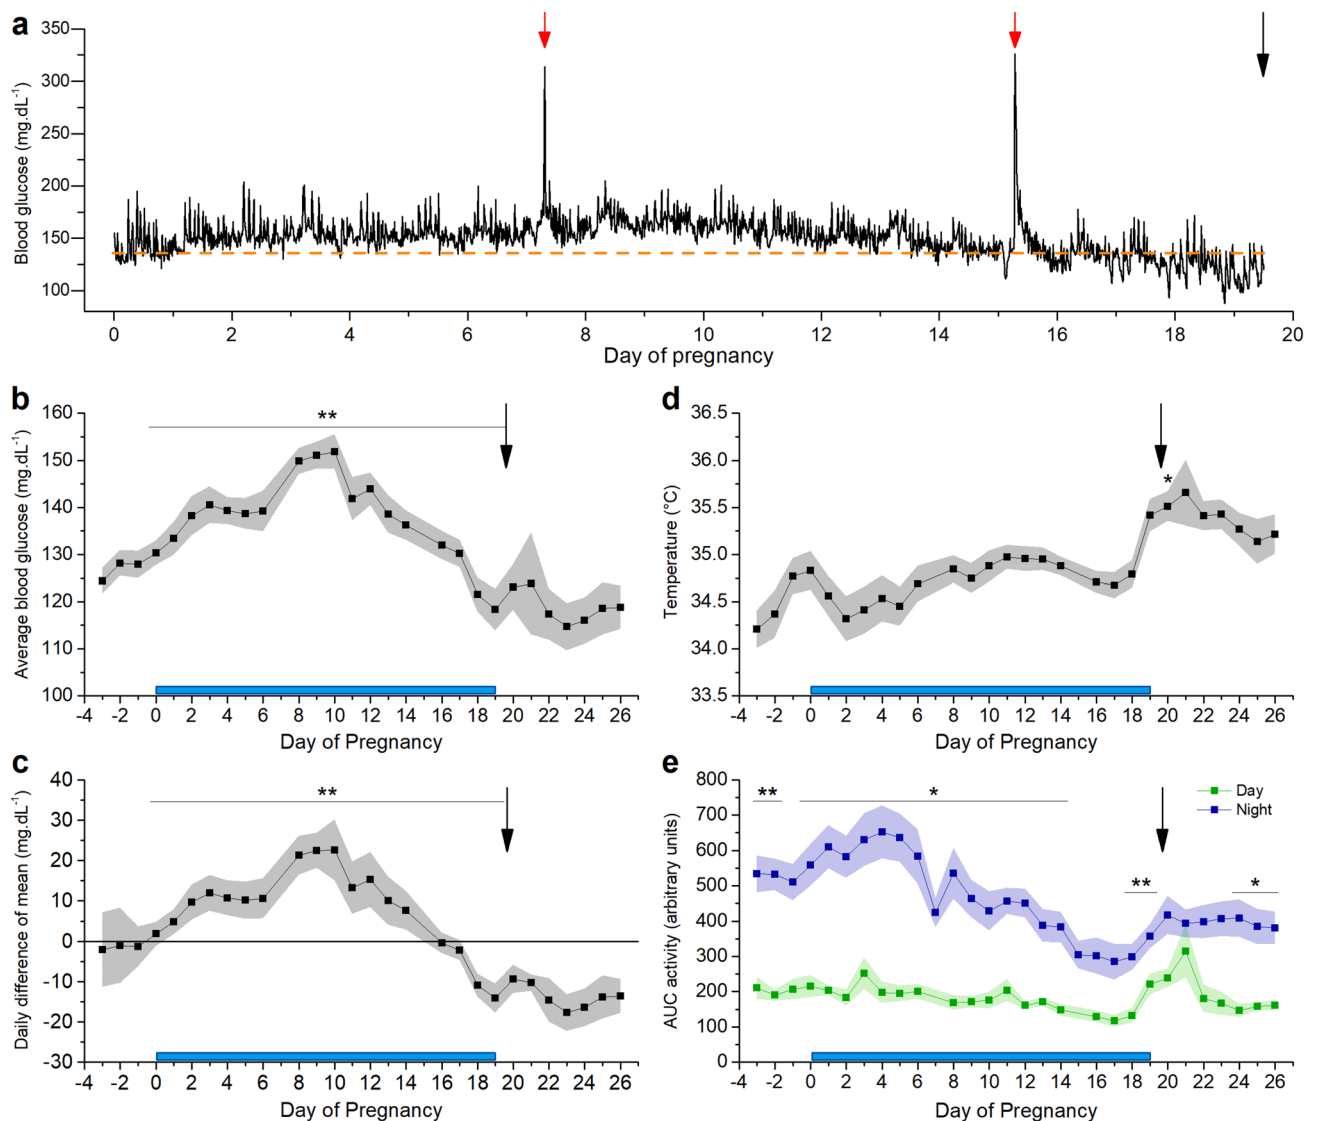 a
Blood glucose (mg.dL⁻¹)
350
300
250
200
150
100
0 2 4 6 8 10 12 14 16 18 20
Day of pregnancy
b
Average blood glucose (mg.dL⁻¹)
160
150
140
130
120
110
100
**
-4 -2 0 2 4 6 8 10 12 14 16 18 20 22 24 26
Day of Pregnancy
d
Temperature (°C)
36.5
36.0
35.5
35.0
34.5
34.0
33.5
*
-4 -2 0 2 4 6 8 10 12 14 16 18 20 22 24 26
Day of Pregnancy
c
Daily difference of mean (mg.dL⁻¹)
40
30
20
10
0
-10
-20
-30
**
-4 -2 0 2 4 6 8 10 12 14 16 18 20 22 24 26
Day of Pregnancy
e
AUC activity (arbitrary units)
800
700
600
500
400
300
200
100
0
** * ** *
Day
Night
-4 -2 0 2 4 6 8 10 12 14 16 18 20 22 24 26
Day of Pregnancy